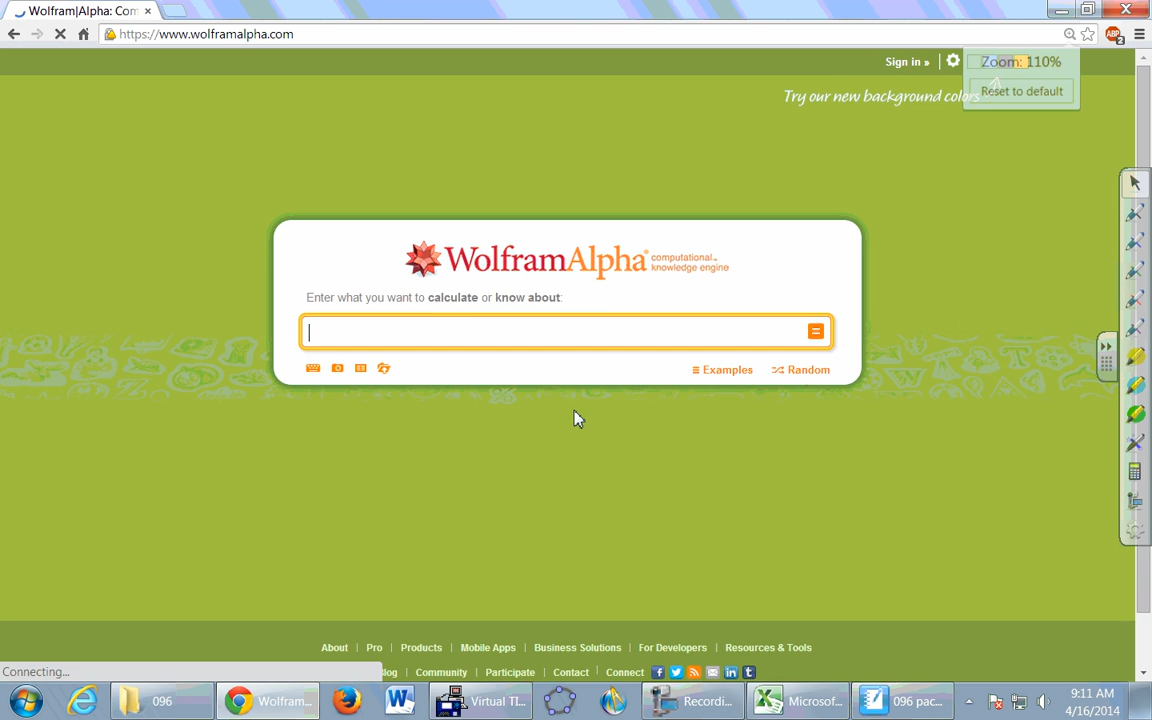 Wolfram|Alpha: Com
https://www.wolframalpha.com
ABP
2
Sign in »
Zoom: 110%
Reset to default
Try our new background colors
WolframAlpha computational
knowledge engine
Enter what you want to calculate or know about:
=
Examples
Random
About | Pro | Products | Mobile Apps | Business Solutions | For Developers | Resources & Tools
Connecting...
log | Community | Participate | Contact | Connect
096
Wolfram...
Virtual TI...
Recordi...
Microsof...
096 pac...
9:11 AM
4/16/2014